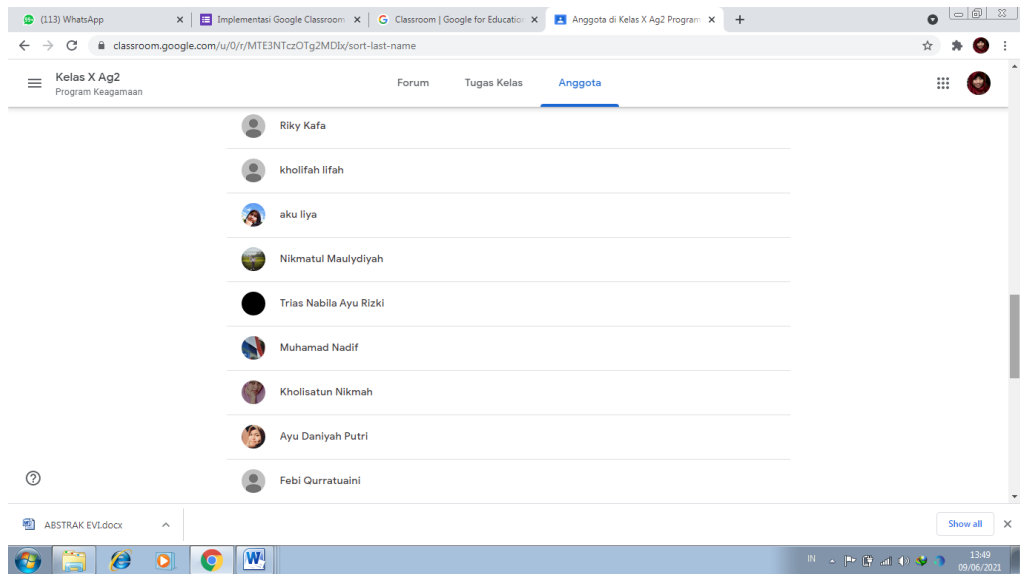 (113) WhatsApp
Implementasi Google Classroom
Classroom | Google for Education
Anggota di Kelas X Ag2 Program
classroom.google.com/u/0/r/MTE3NTczOTg2MDIx/sort-last-name
Kelas X Ag2
Program Keagamaan
Forum
Tugas Kelas
Anggota
Riky Kafa
kholifah lifah
aku liya
Nikmatul Maulydiyah
Trias Nabila Ayu Rizki
Muhamad Nadif
Kholisatun Nikmah
Ayu Daniyah Putri
Febi Qurratuaini
ABSTRAK EVI.docx
Show all
IN
13:49
09/06/2021